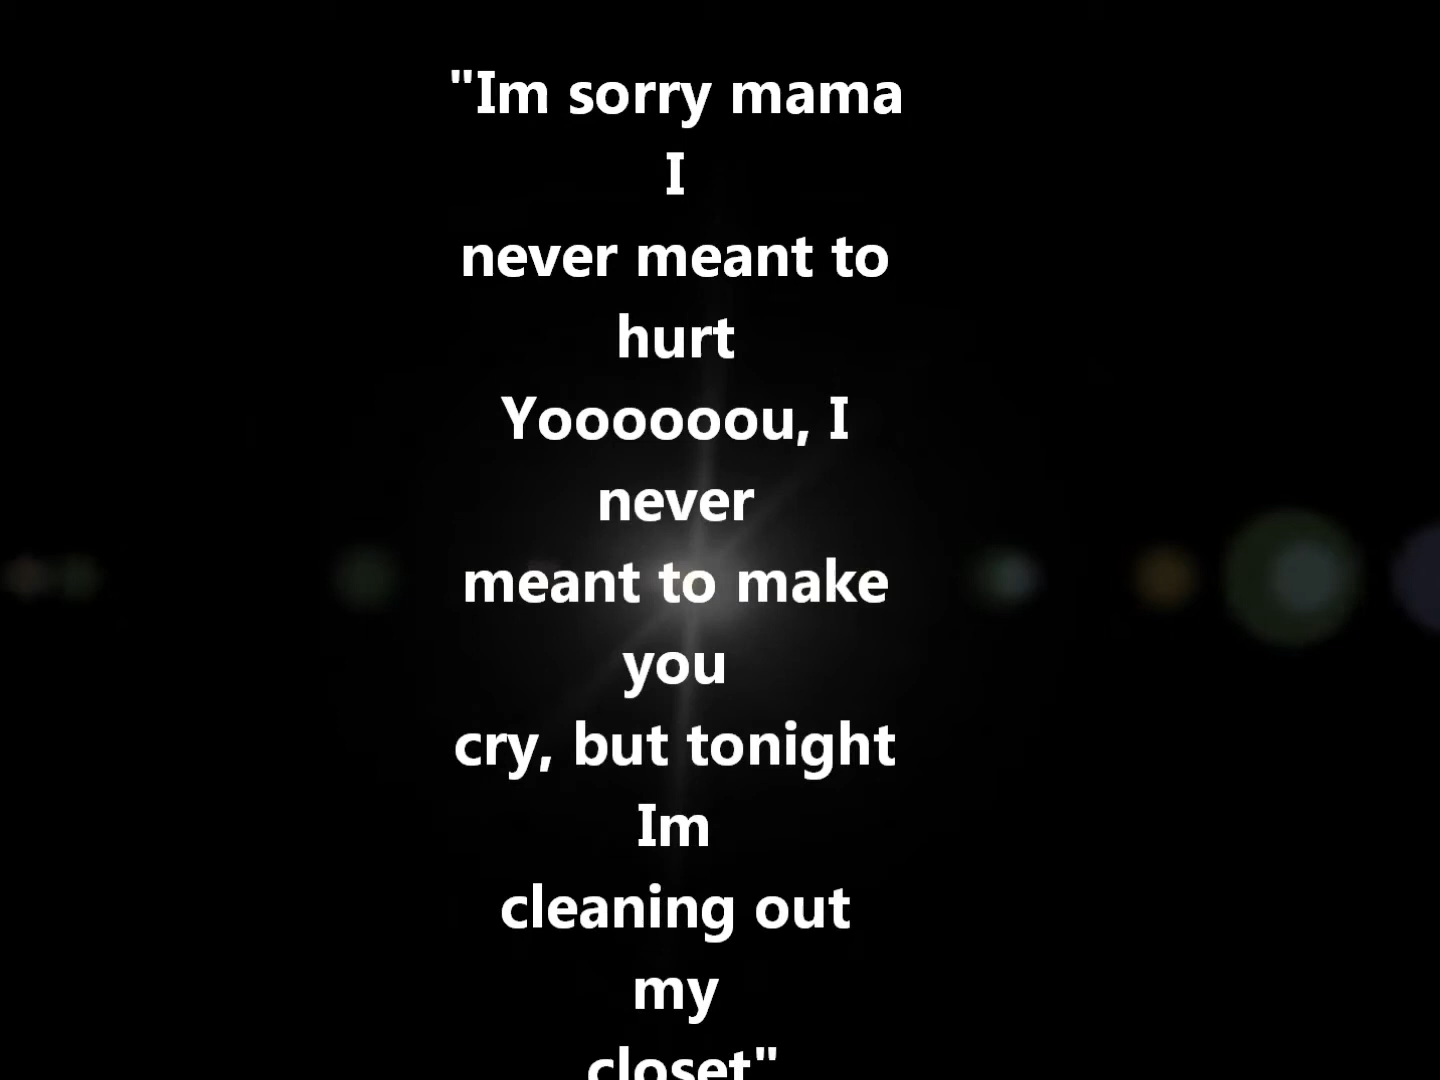 "Im sorry mama
I
never meant to
hurt
Yoooooou, I
never
meant to make
you
cry, but tonight
Im
cleaning out
my
closet"